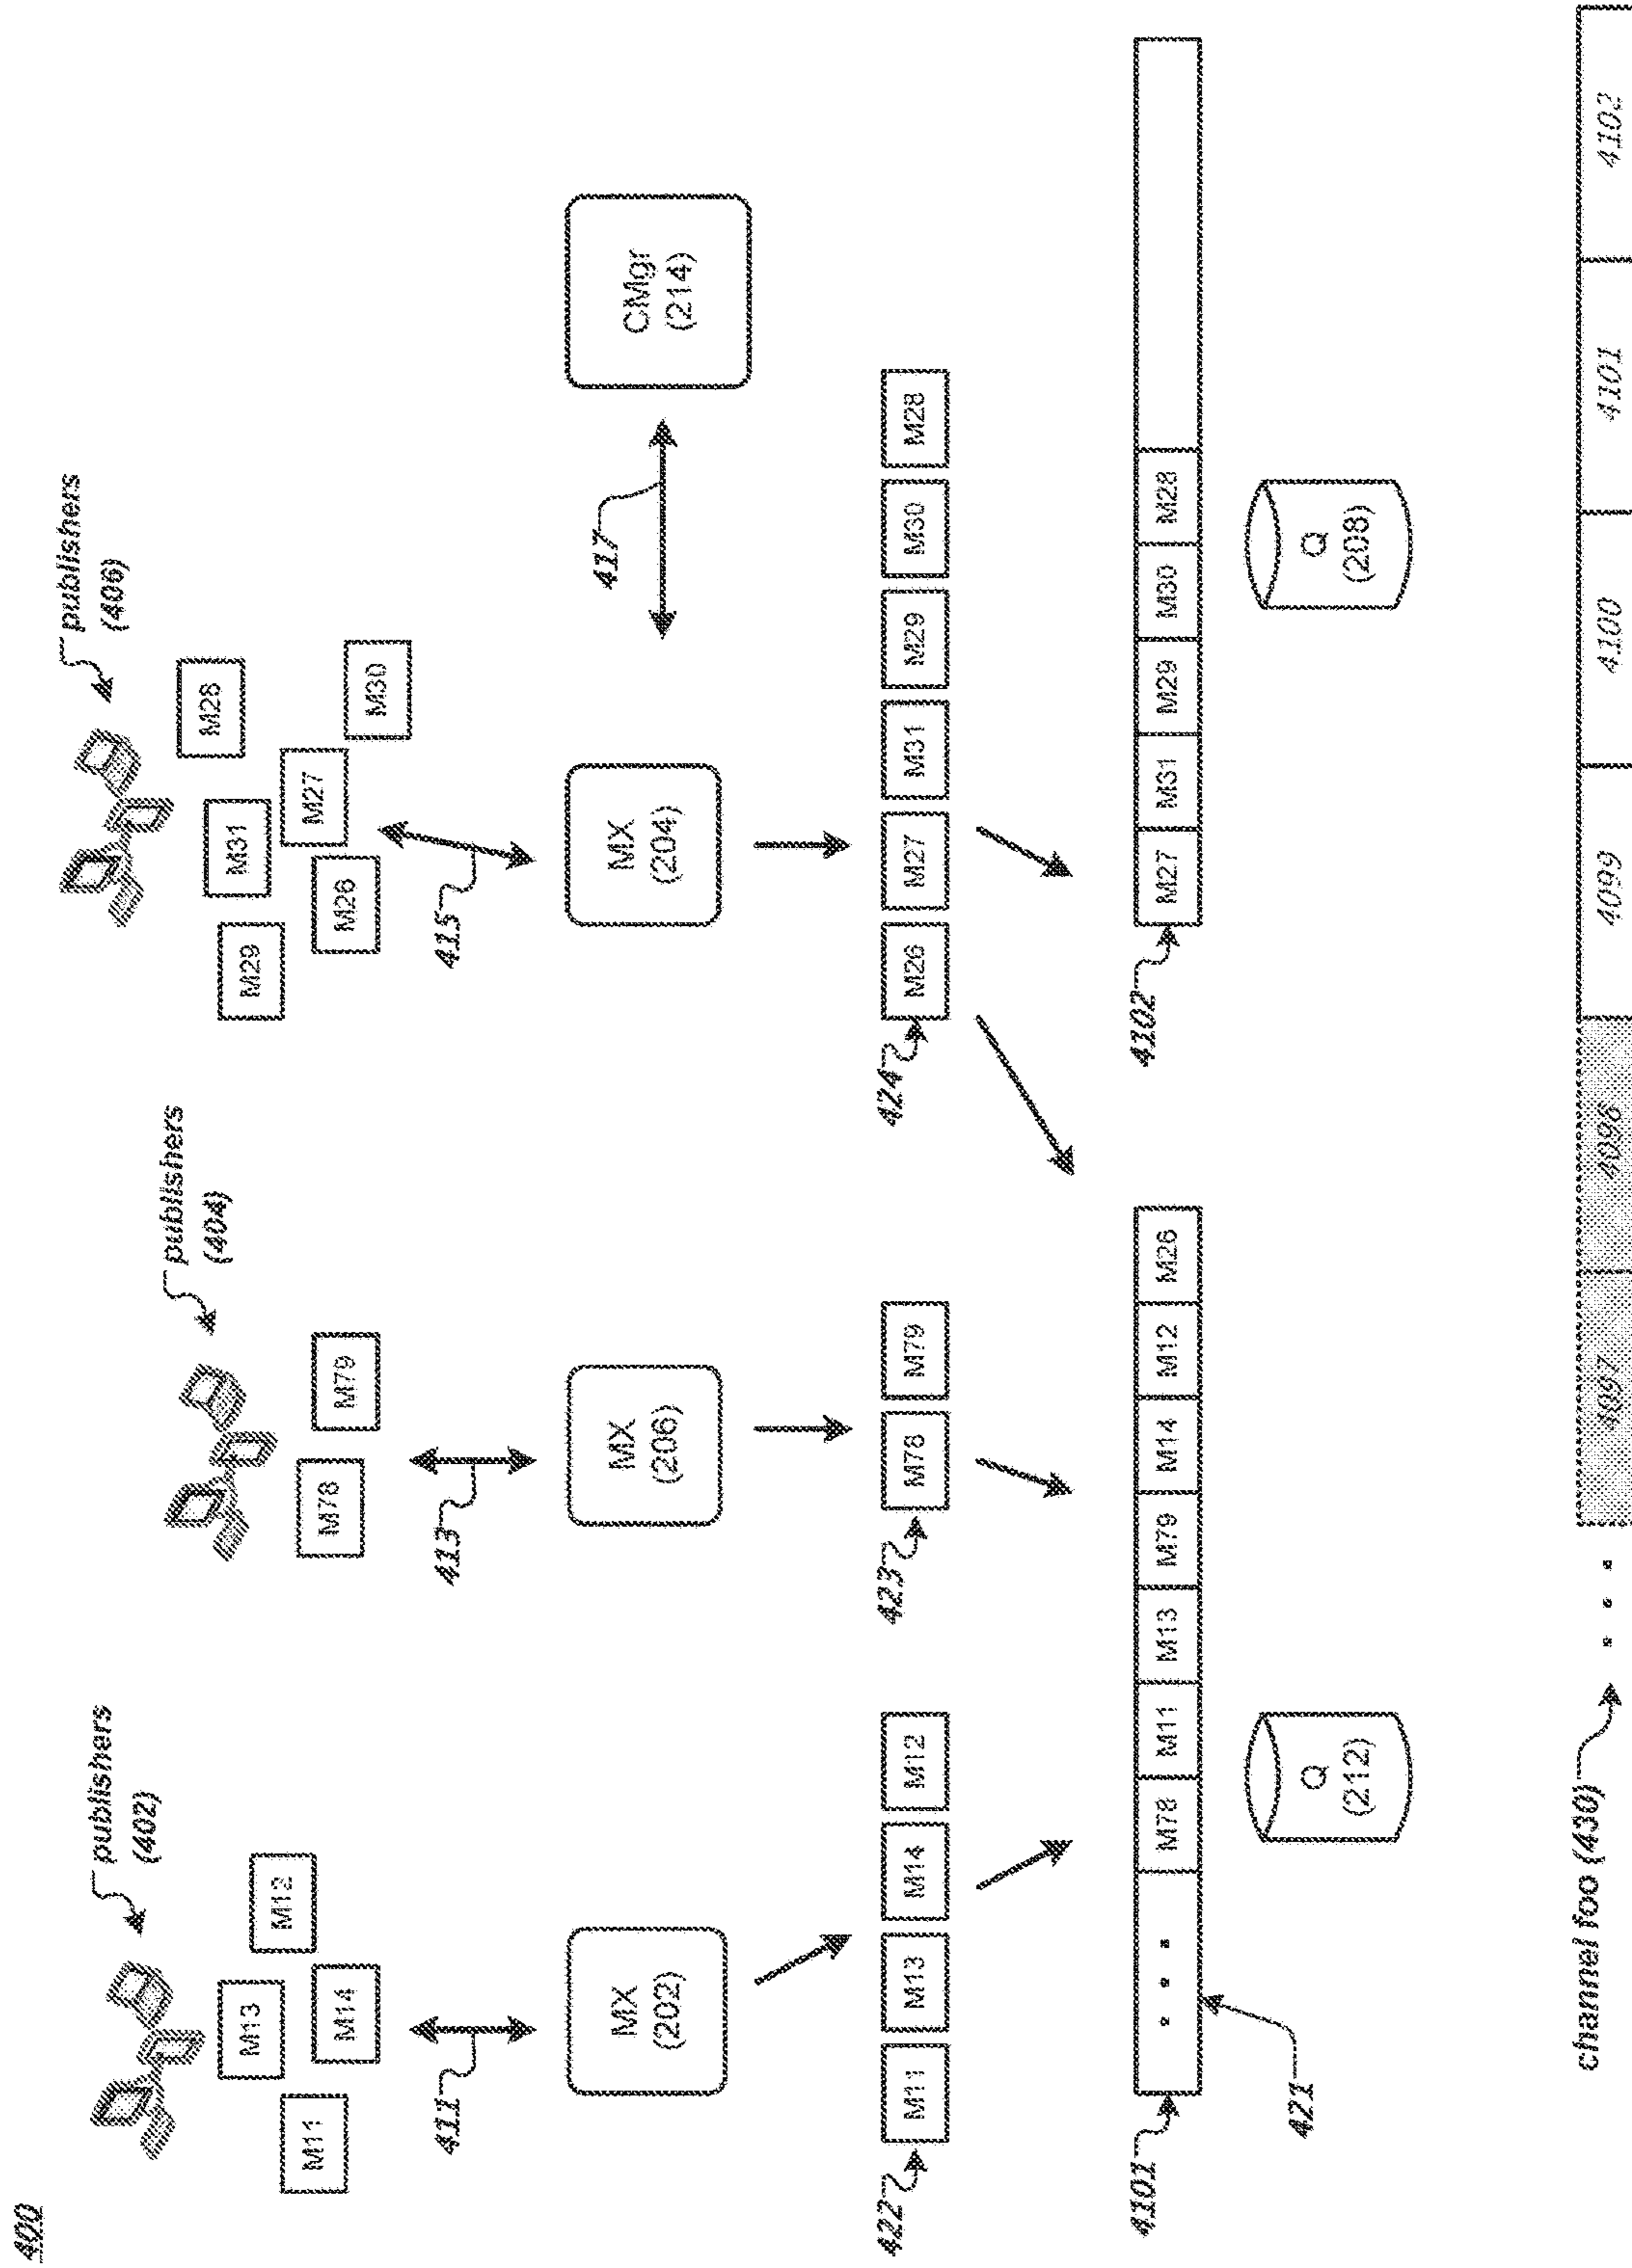 400
publishers
(402)
publishers
(404)
publishers
(406)
M11
M13
M14
M12
M78
M79
M29
M31
M26
M27
M28
M30
411
413
415
417
MX
(202)
MX
(206)
MX
(204)
CMgr
(214)
422
M11
M13
M14
M12
423
M78
M79
424
M26
M27
M31
M29
M30
M28
4101
. . .
M78
M11
M13
M79
M14
M12
M26
4102
M27
M31
M29
M30
M28
421
Q
(212)
Q
(208)
channel foo (430)
. . .
4097
4096
4099
4100
4101
4102